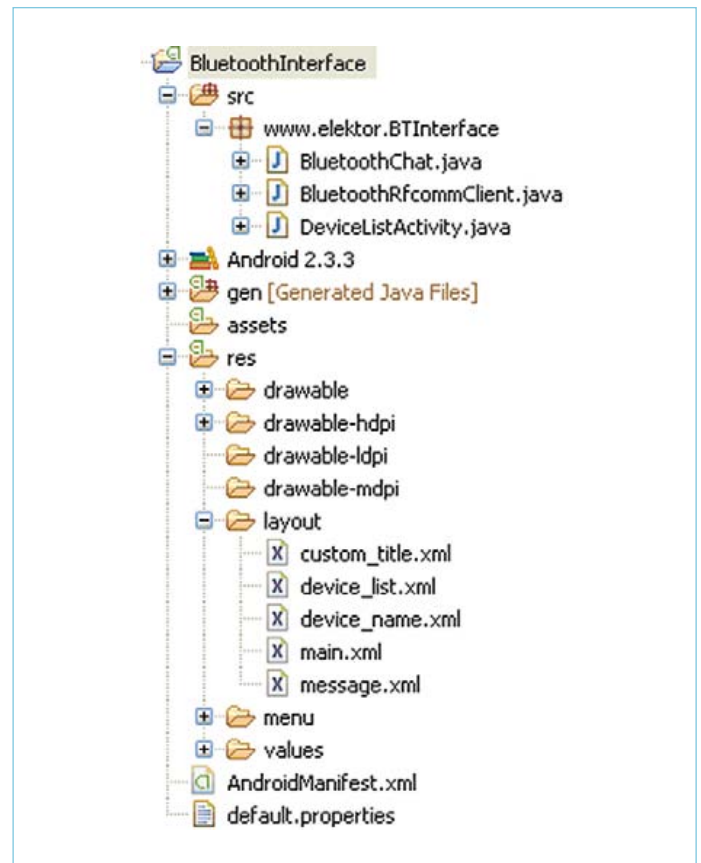 BluetoothInterface
src
www.elektor.BTInterface
BluetoothChat.java
BluetoothRfcommClient.java
DeviceListActivity.java
Android 2.3.3
gen [Generated Java Files]
assets
res
drawable
drawable-hdpi
drawable-ldpi
drawable-mdpi
layout
custom_title.xml
device_list.xml
device_name.xml
main.xml
message.xml
menu
values
AndroidManifest.xml
default.properties